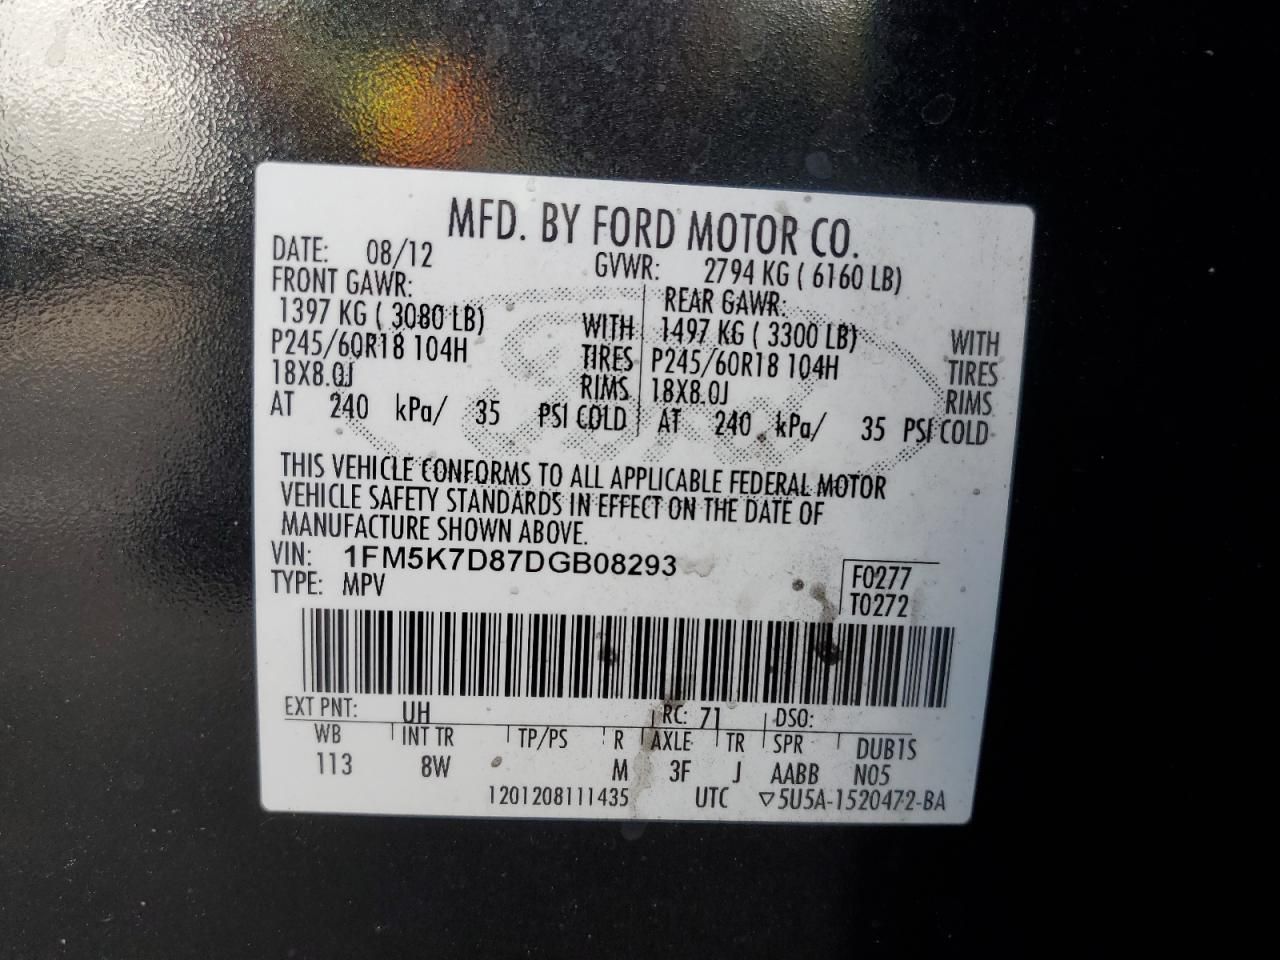 MFD. BY FORD MOTOR CO.
DATE: 08/12 GVWR: 2794 KG ( 6160 LB)
FRONT GAWR: REAR GAWR:
1397 KG ( 3080 LB) WITH 1497 KG ( 3300 LB) WITH
P245/60R18 104H TIRES P245/60R18 104H TIRES
18X8.0J RIMS 18X8.0J RIMS
AT 240 kPa/ 35 PSI COLD AT 240 kPa/ 35 PSI COLD
THIS VEHICLE CONFORMS TO ALL APPLICABLE FEDERAL MOTOR
VEHICLE SAFETY STANDARDS IN EFFECT ON THE DATE OF
MANUFACTURE SHOWN ABOVE.
VIN: 1FM5K7D87DGB08293
TYPE: MPV
F0277
T0272
EXT PNT: UH RC: 71 DSO:
WB INT TR TP/PS R AXLE TR SPR DUB1S
113 8W M 3F J AABB N05
1201208111435 UTC ▽5U5A-1520472-BA